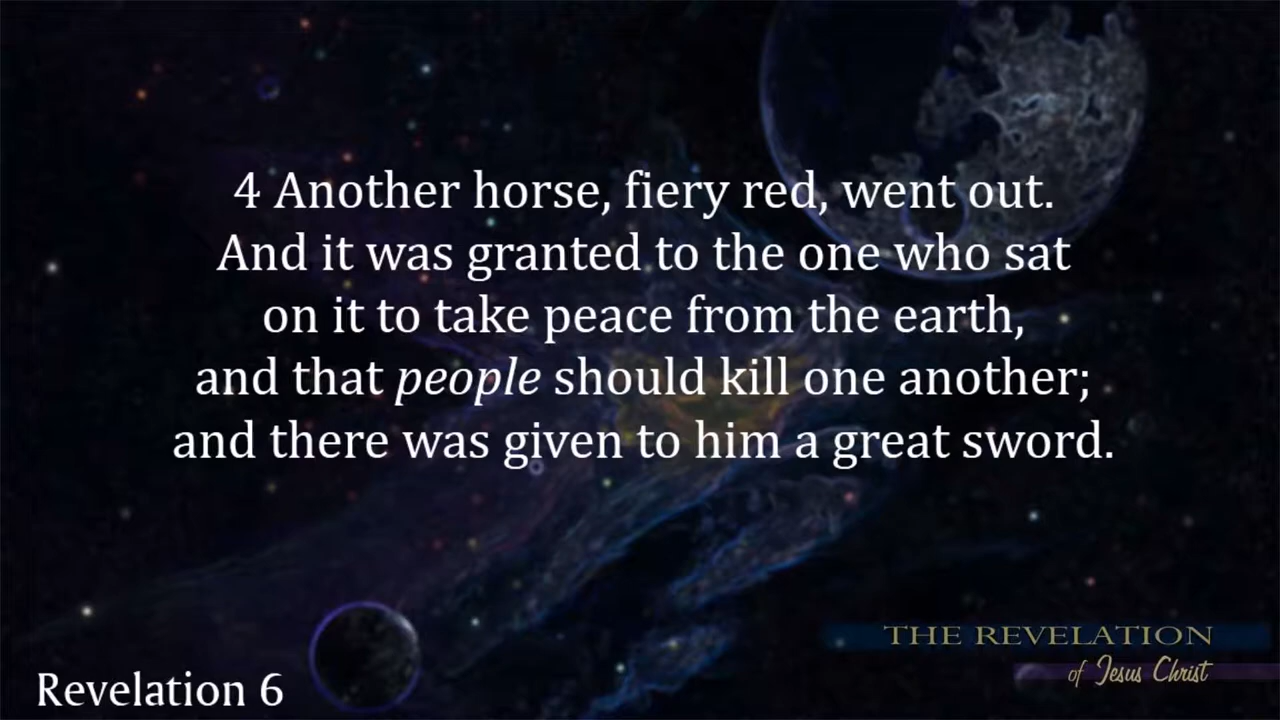 4 Another horse, fiery red, went out.
And it was granted to the one who sat
on it to take peace from the earth,
and that people should kill one another;
and there was given to him a great sword.
THE REVELATION
of Jesus Christ
Revelation 6